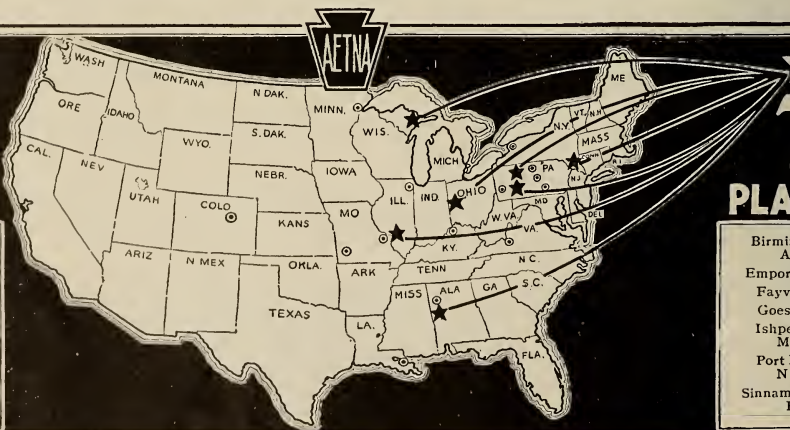 AETNA
WASH
MONTANA
N DAK.
MINN.
ME
ORE
IDAHO
WIS.
VT.
N.H.
N.Y.
S.DAK.
WYO.
MICH
MASS
CONN
R.I.
CAL.
NEV
NEBR.
IOWA
PA
N.J.
UTAH
ILL
IND.
OHIO
MD
COLO
MO
W.VA.
DEL
KANS
KY.
VA.
ARIZ
N MEX
OKLA.
ARK
TENN
N.C.
MISS
ALA
GA
S.C.
TEXAS
LA.
FLA.
PLA
Birmi
A
Empor
Fayv
Goes
Ishpe
M
Port
N
Sinnam